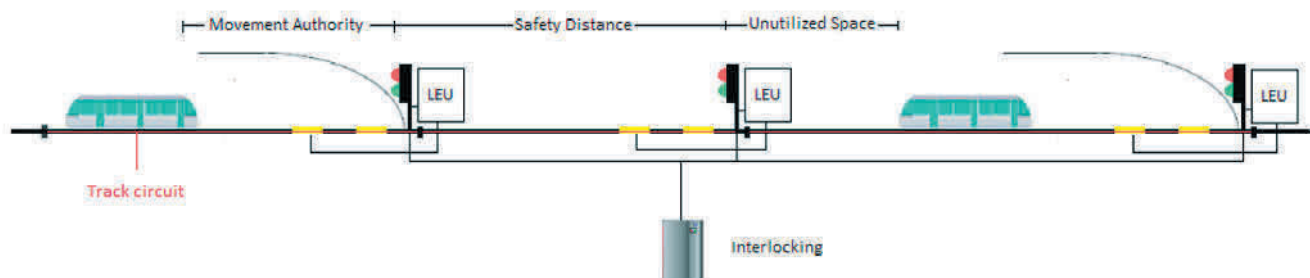 Movement Authority
Safety Distance
Unutilized Space
LEU
LEU
LEU
Track circuit
Interlocking